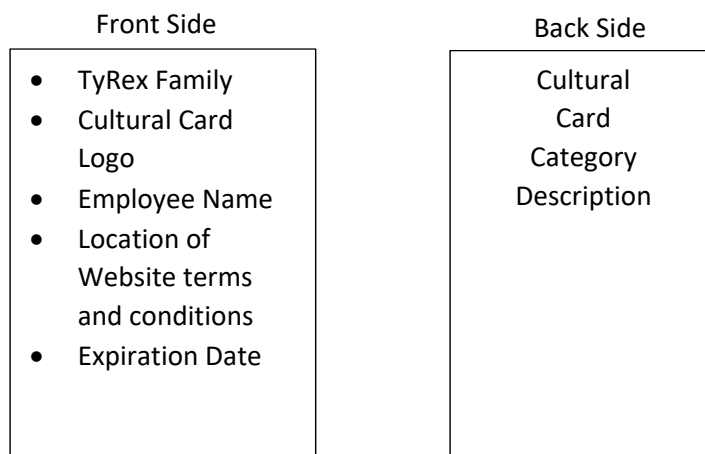 Front Side
• TyRex Family
• Cultural Card
Logo
• Employee Name
• Location of
Website terms
and conditions
• Expiration Date
Back Side
Cultural
Card
Category
Description